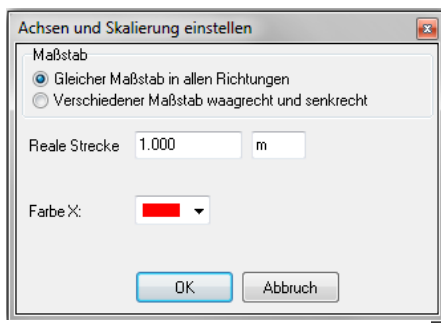 Achsen und Skalierung einstellen
Maßstab
Gleicher Maßstab in allen Richtungen
Verschiedener Maßstab waagrecht und senkrecht
Reale Strecke 1.000 m
Farbe X:
OK Abbruch